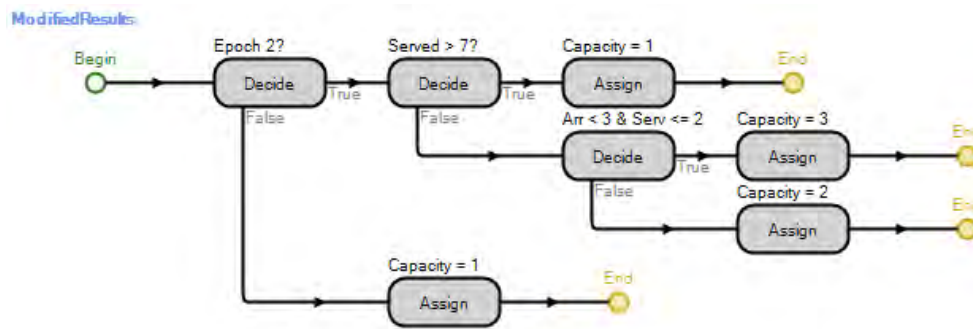 ModifiedResults
Epoch 2?
Served > 7?
Capacity = 1
Begin
End
Decide
Decide
Assign
True
True
False
False
Arr < 3 & Serv <= 2
Capacity = 3
End
Decide
Assign
True
False
Capacity = 2
End
Assign
Capacity = 1
End
Assign